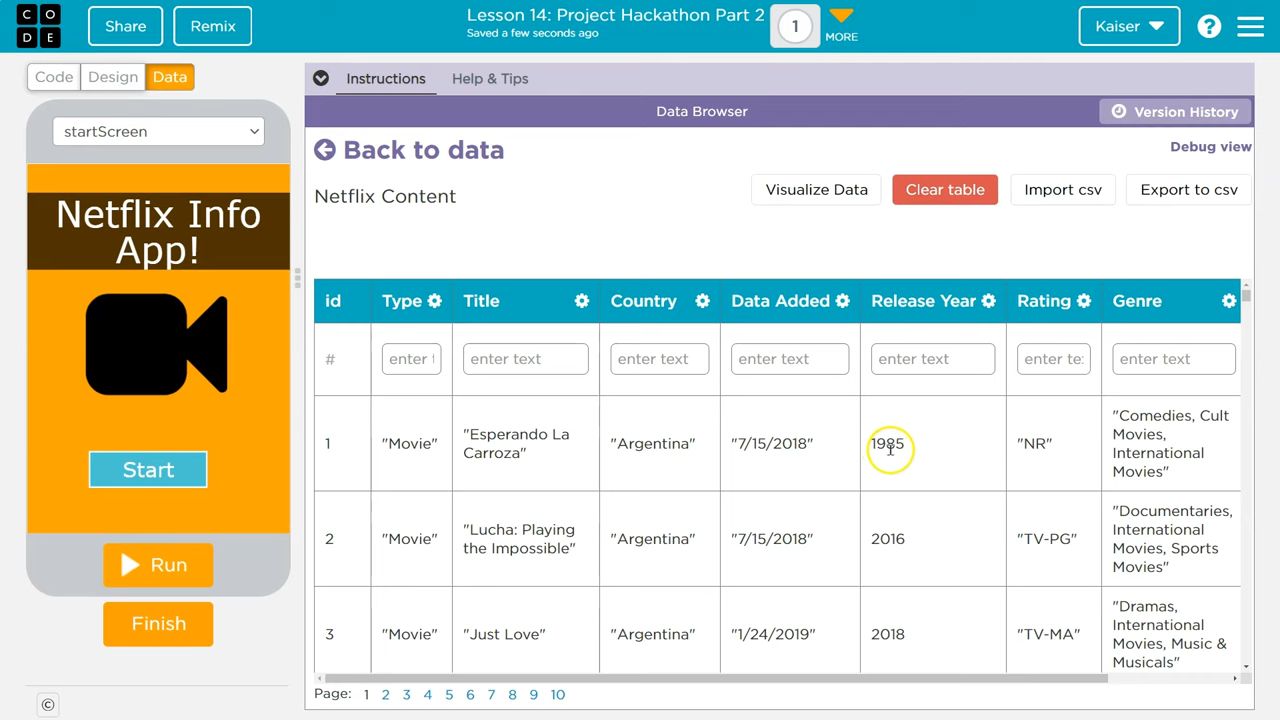 C O
D E
Share
Remix
Lesson 14: Project Hackathon Part 2
Saved a few seconds ago
1
MORE
Kaiser
?
Code
Design
Data
Instructions
Help & Tips
startScreen
Data Browser
Version History
Back to data
Debug view
Netflix Content
Visualize Data
Clear table
Import csv
Export to csv
Netflix Info
App!
Start
Run
Finish
©
id Type Title Country Data Added Release Year Rating Genre
# enter t enter text enter text enter text enter text enter te: enter text
1 "Movie" "Esperando La
Carroza" "Argentina" "7/15/2018" 1985 "NR" "Comedies, Cult
Movies,
International
Movies"
2 "Movie" "Lucha: Playing
the Impossible" "Argentina" "7/15/2018" 2016 "TV-PG" "Documentaries,
International
Movies, Sports
Movies"
3 "Movie" "Just Love" "Argentina" "1/24/2019" 2018 "TV-MA" "Dramas,
International
Movies, Music &
Musicals"
Page: 1 2 3 4 5 6 7 8 9 10